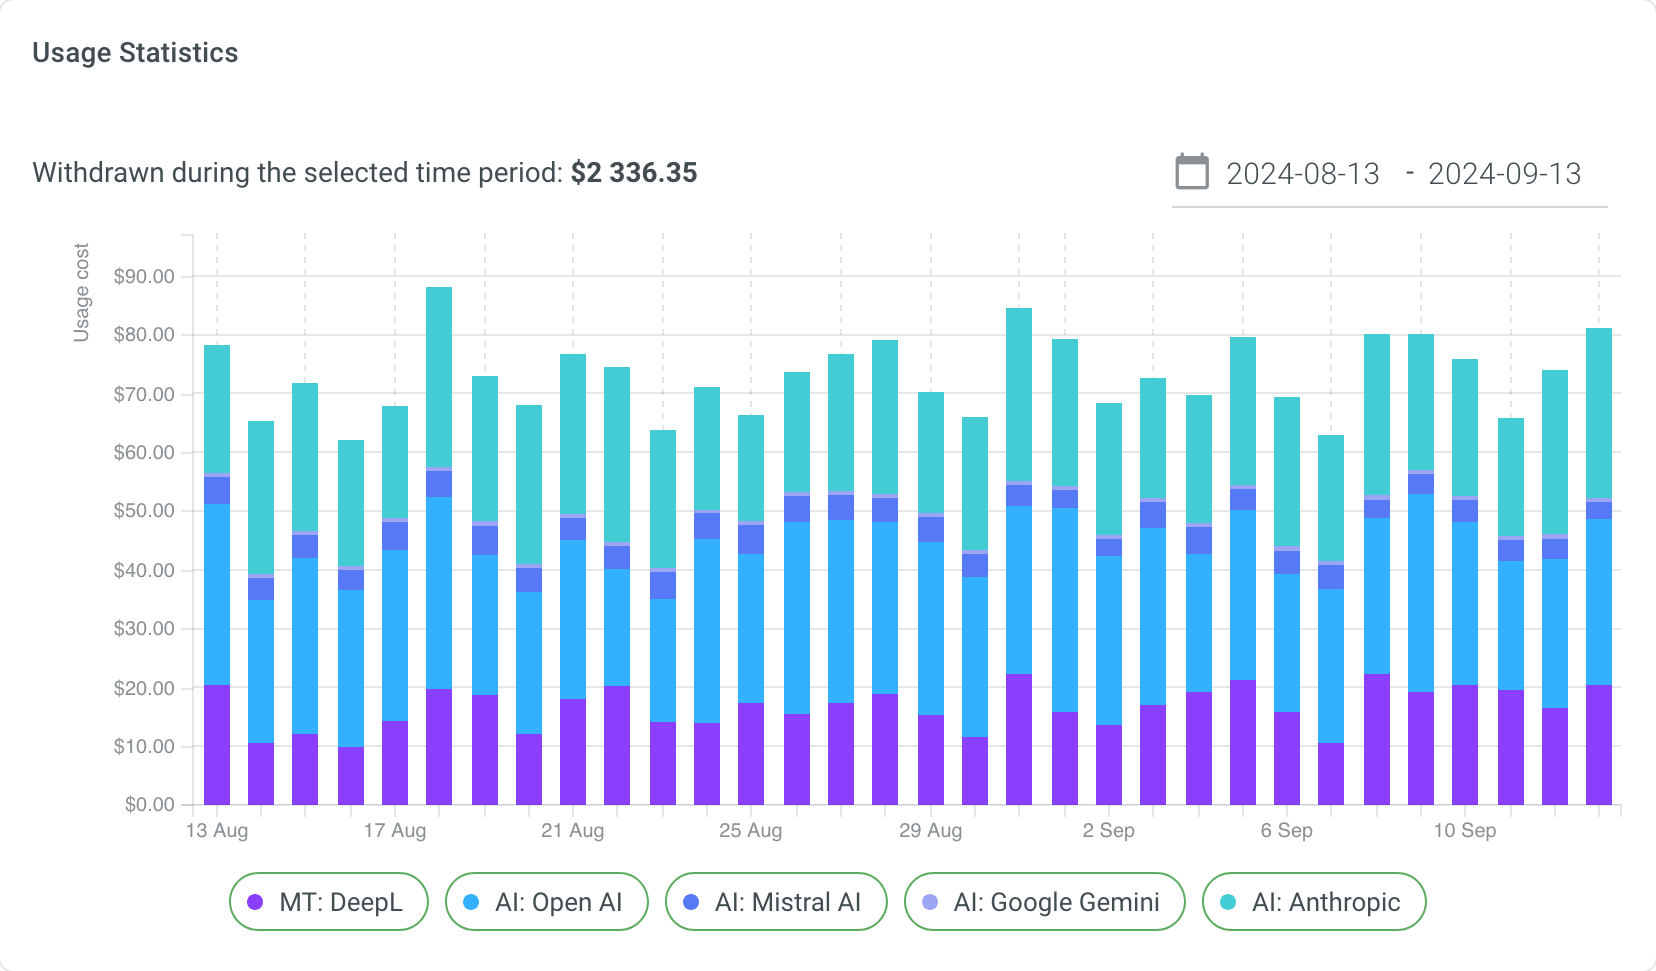 Usage Statistics
Withdrawn during the selected time period: $2 336.35
2024-08-13 - 2024-09-13
Usage cost
$90.00
$80.00
$70.00
$60.00
$50.00
$40.00
$30.00
$20.00
$10.00
$0.00
13 Aug 17 Aug 21 Aug 25 Aug 29 Aug 2 Sep 6 Sep 10 Sep
MT: DeepL AI: Open AI AI: Mistral AI AI: Google Gemini AI: Anthropic